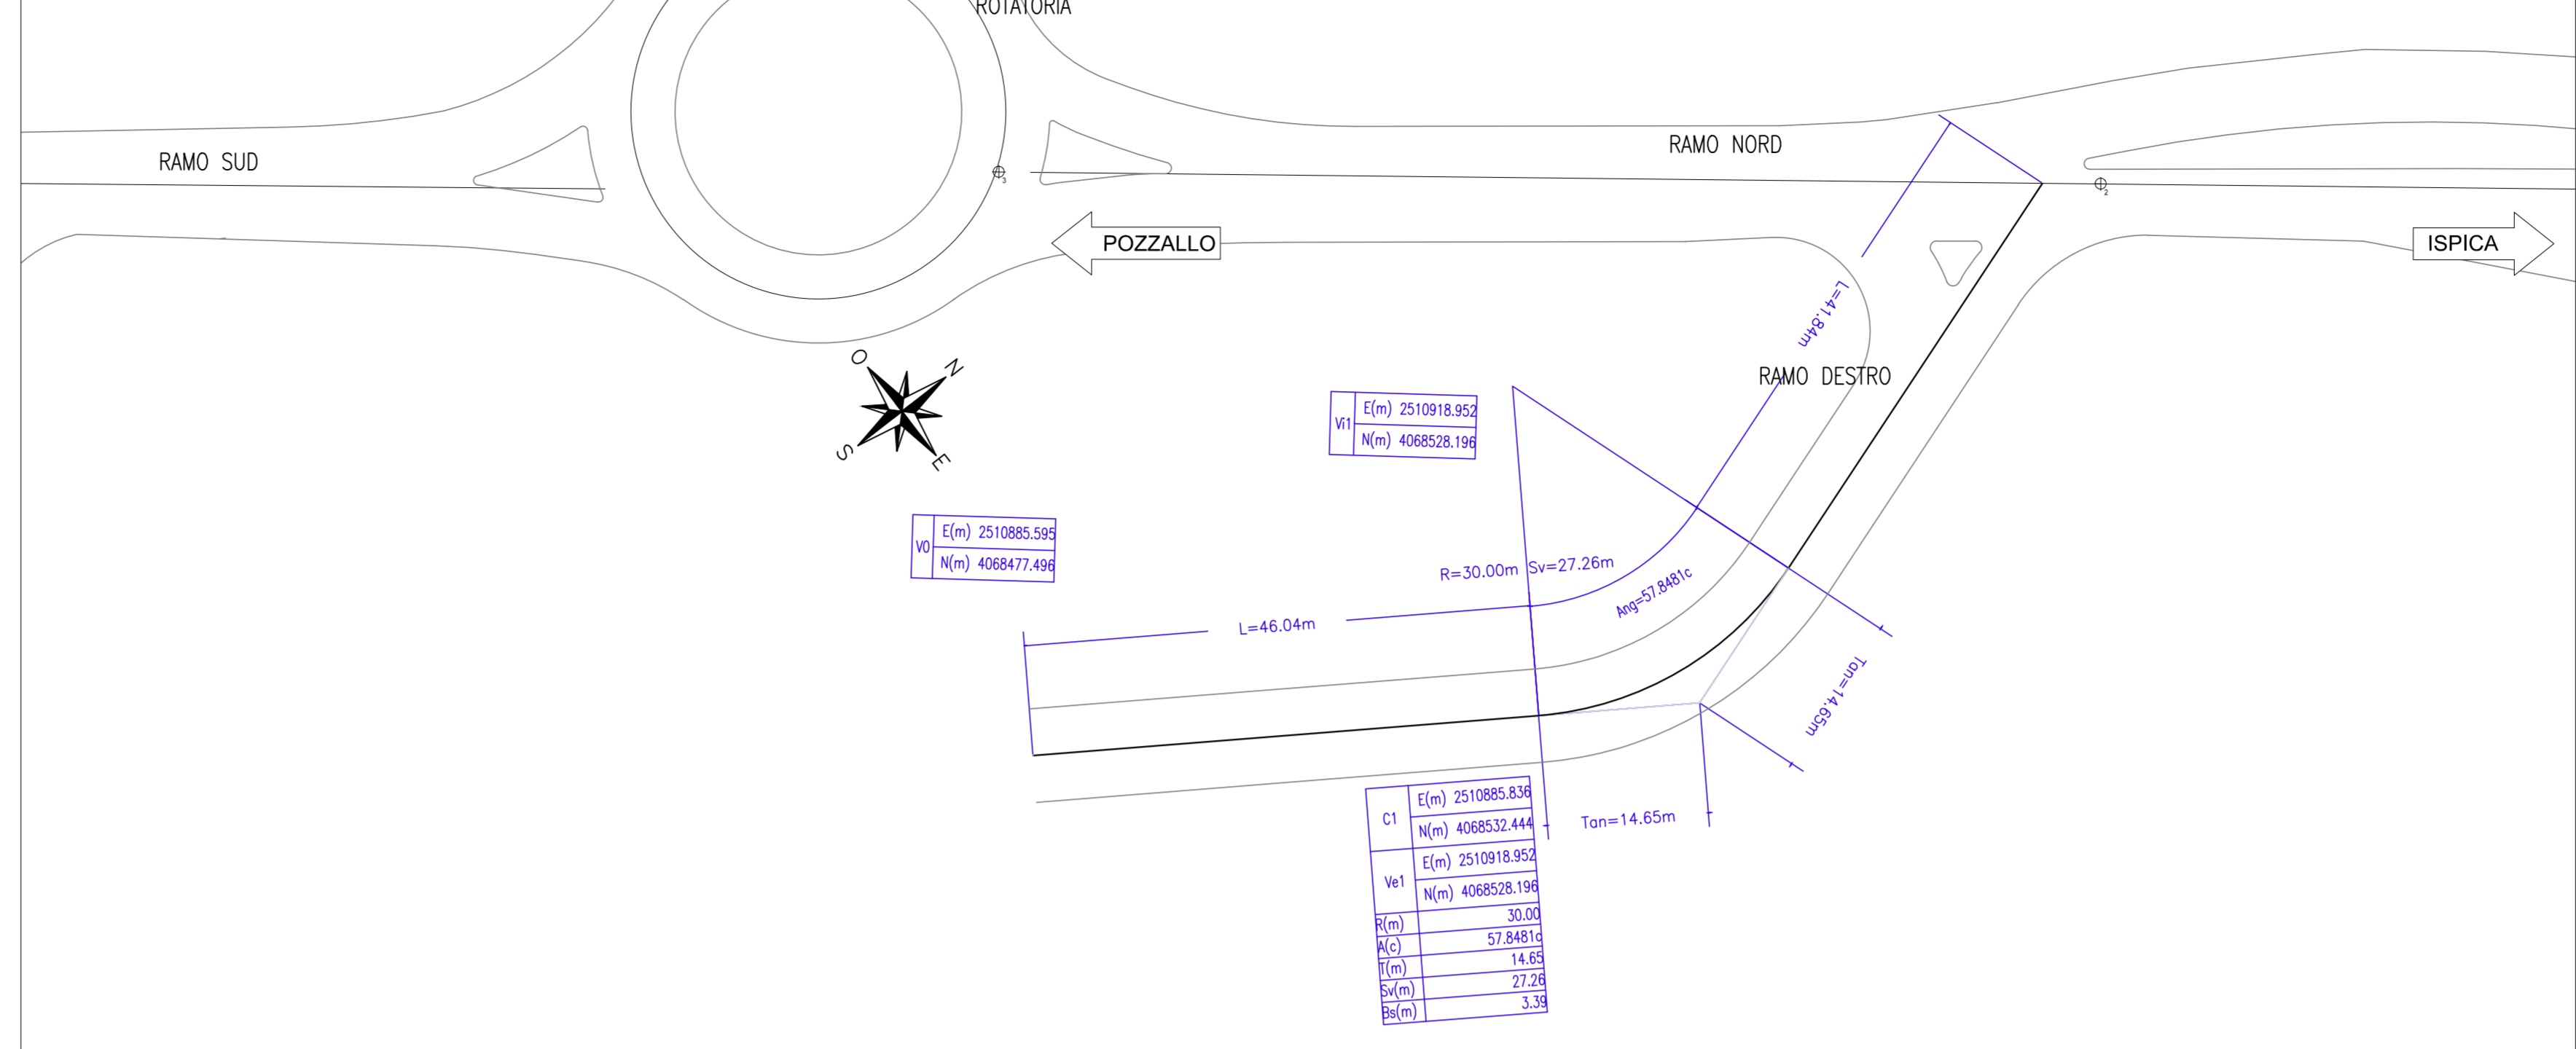 ROTATORIA
RAMO NORD
RAMO SUD
3
2
POZZALLO
ISPICA
L=41.84m
O
N
S
E
RAMO DESTRO
Vi1
E(m) 2510918.952
N(m) 4068528.196
V0
E(m) 2510885.595
N(m) 4068477.496
R=30.00m
Sv=27.26m
Ang=57.8481c
L=46.04m
Tan=14.65m
Tan=14.65m
C1
E(m) 2510885.836
N(m) 4068532.444
Ve1
E(m) 2510918.952
N(m) 4068528.196
R(m) 30.00
A(c) 57.8481c
T(m) 14.65
Sv(m) 27.26
Bs(m) 3.39